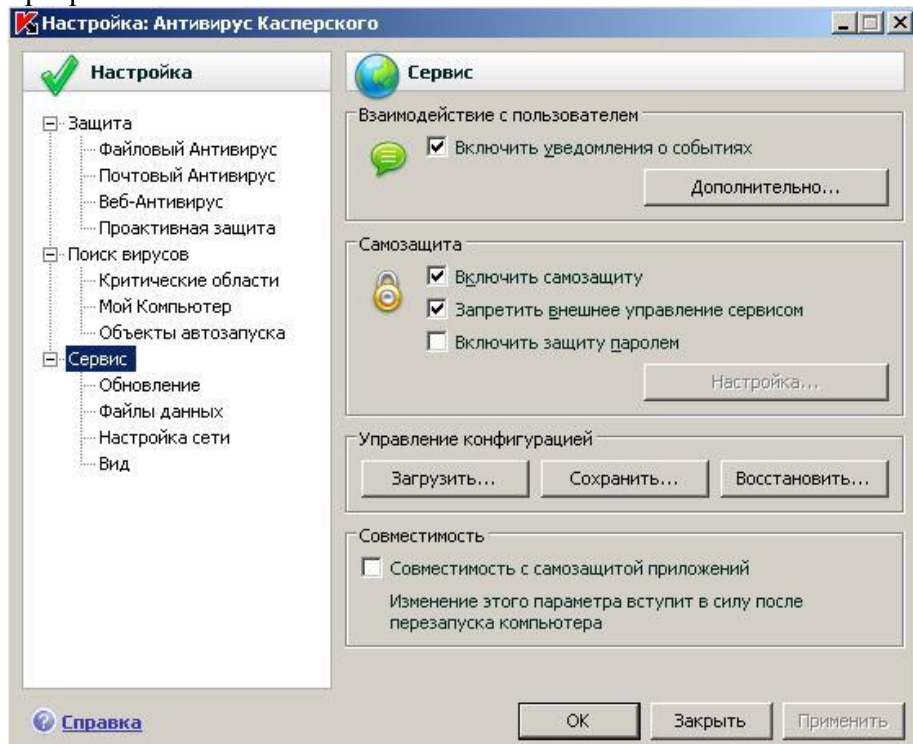 Настройка: Антивирус Касперского
Настройка
Защита
Файловый Антивирус
Почтовый Антивирус
Веб-Антивирус
Проактивная защита
Поиск вирусов
Критические области
Мой Компьютер
Объекты автозапуска
Сервис
Обновление
Файлы данных
Настройка сети
Вид
Сервис
Взаимодействие с пользователем
Включить уведомления о событиях
Дополнительно...
Самозащита
Включить самозащиту
Запретить внешнее управление сервисом
Включить защиту паролем
Настройка...
Управление конфигурацией
Загрузить...
Сохранить...
Восстановить...
Совместимость
Совместимость с самозащитой приложений
Изменение этого параметра вступит в силу после
перезапуска компьютера
Справка
ОК
Закрыть
Применить